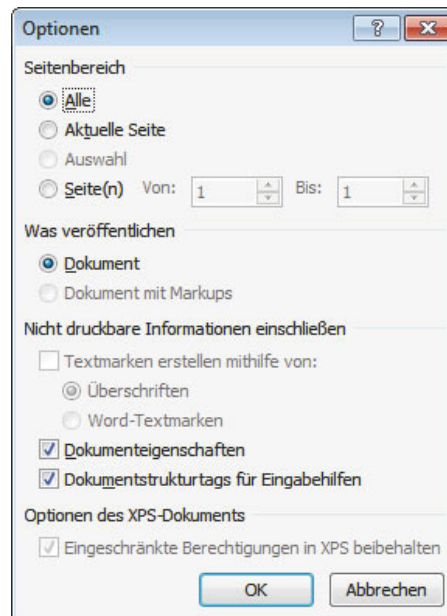 Optionen
Seitenbereich
Alle
Aktuelle Seite
Auswahl
Seite(n) Von: 1 Bis: 1
Was veröffentlichen
Dokument
Dokument mit Markups
Nicht druckbare Informationen einschließen
Textmarken erstellen mithilfe von:
Überschriften
Word-Textmarken
Dokumenteigenschaften
Dokumentstrukturtags für Eingabehilfen
Optionen des XPS-Dokuments
Eingeschränkte Berechtigungen in XPS beibehalten
OK Abbrechen